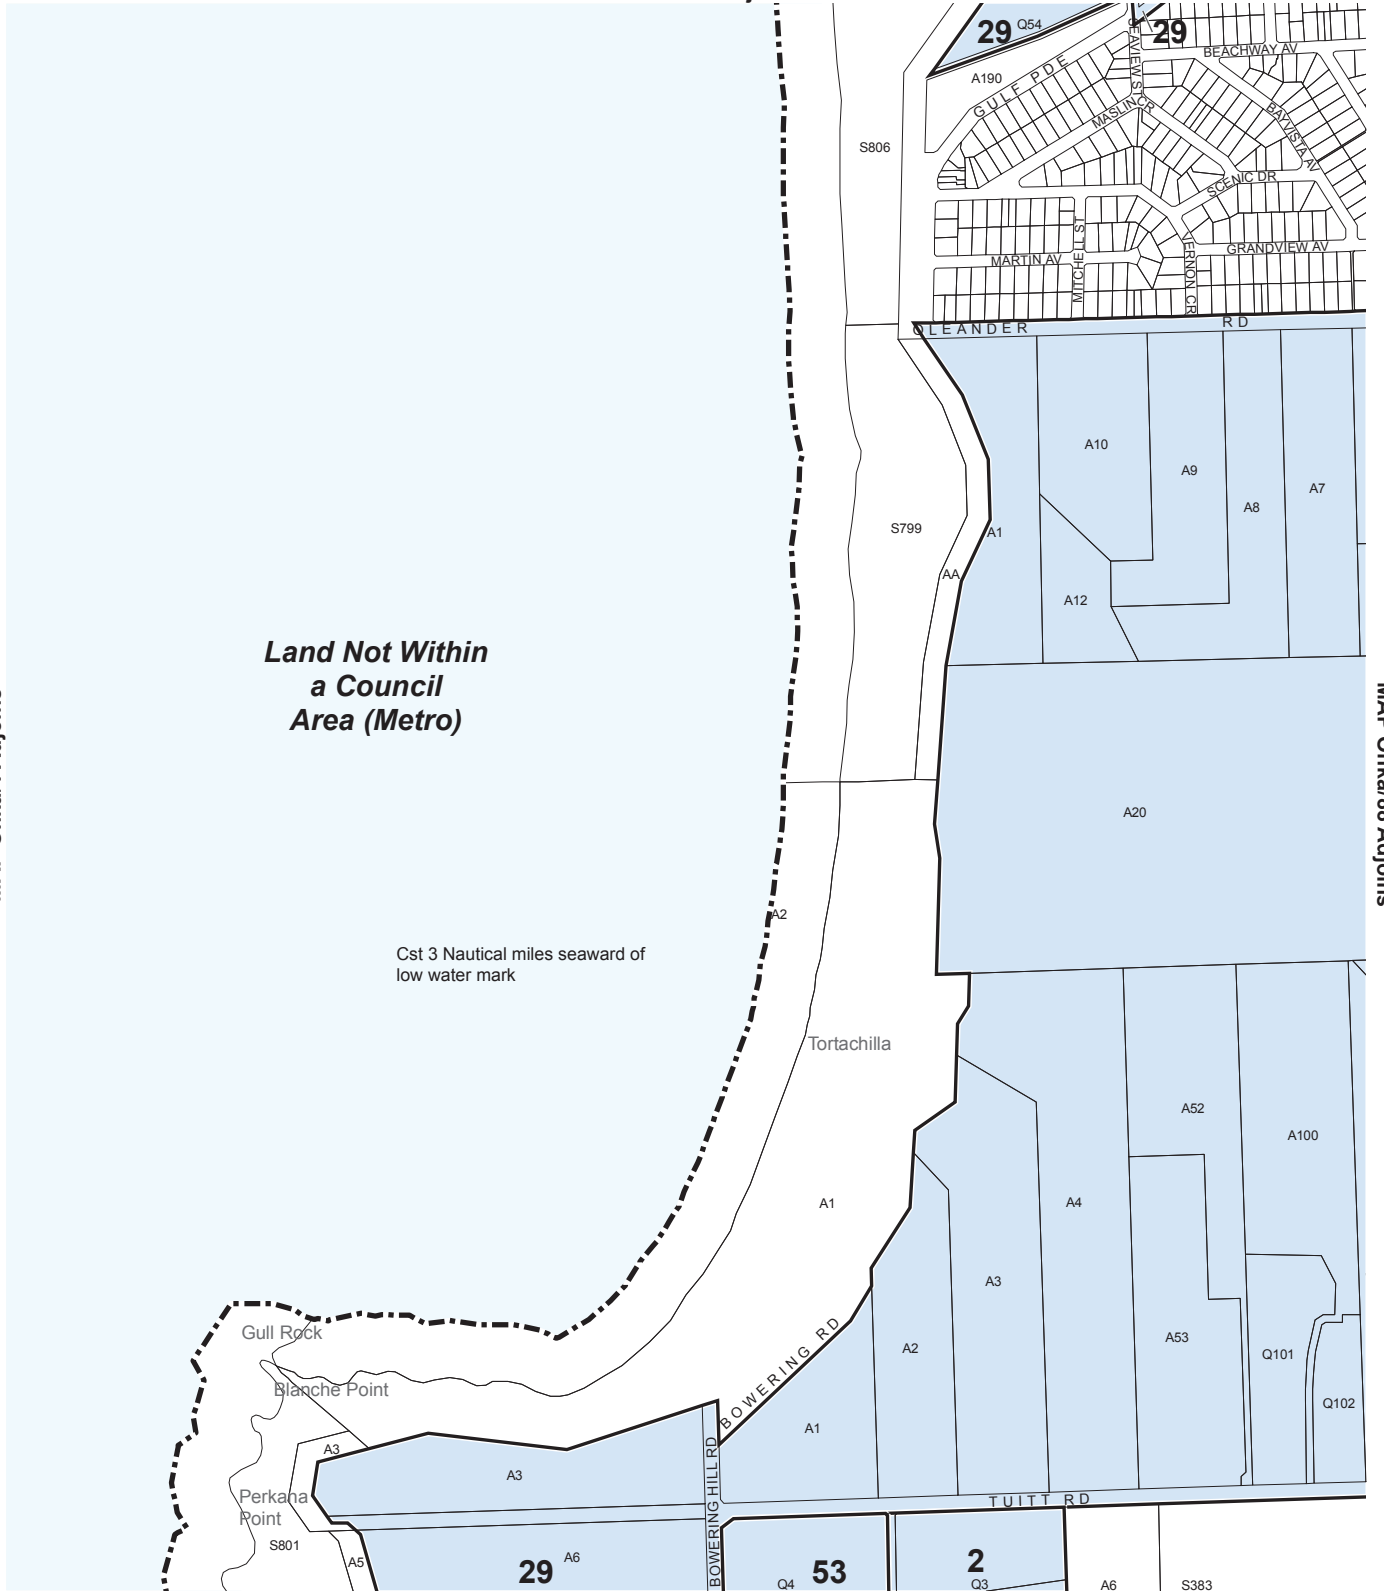 29
Q54
29
BEACHWAY AV
SEAVIEW ST
A190
GULF PDE
MASLIN CR
BAYVISTA AV
S806
SCENIC DR
MITCHELL ST
VERNON CR
GRANDVIEW AV
MARTIN AV
OLEANDER RD
A10
A9
A7
A8
S799
A1
AA
A12
Land Not Within
a Council
Area (Metro)
A20
A2
Cst 3 Nautical miles seaward of
low water mark
Tortachilla
A52
A100
A1
A4
A3
Gull Rock
BOWERING RD
A53
A2
Q101
Blanche Point
Q102
A1
A3
A3
BOWERING HILL RD
Perkana
Point
TUITT RD
S801
A5
29
A6
53
Q4
2
Q3
A6
S383